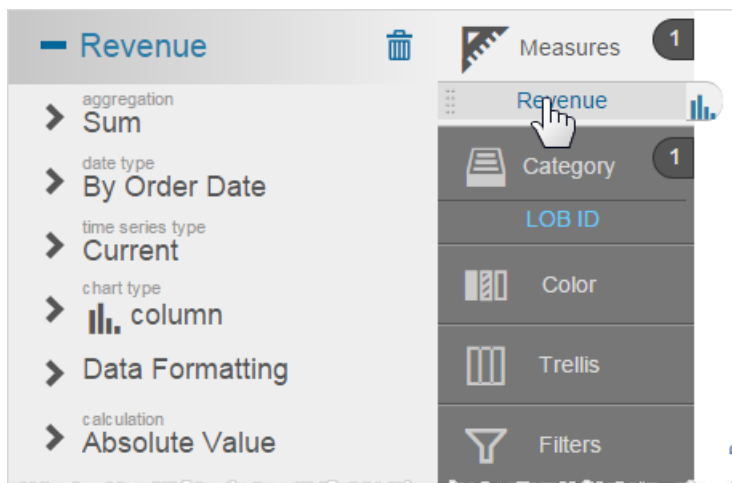 Revenue
aggregation
Sum
date type
By Order Date
time series type
Current
chart type
column
Data Formatting
calculation
Absolute Value
Measures 1
Revenue
Category 1
LOB ID
Color
Trellis
Filters